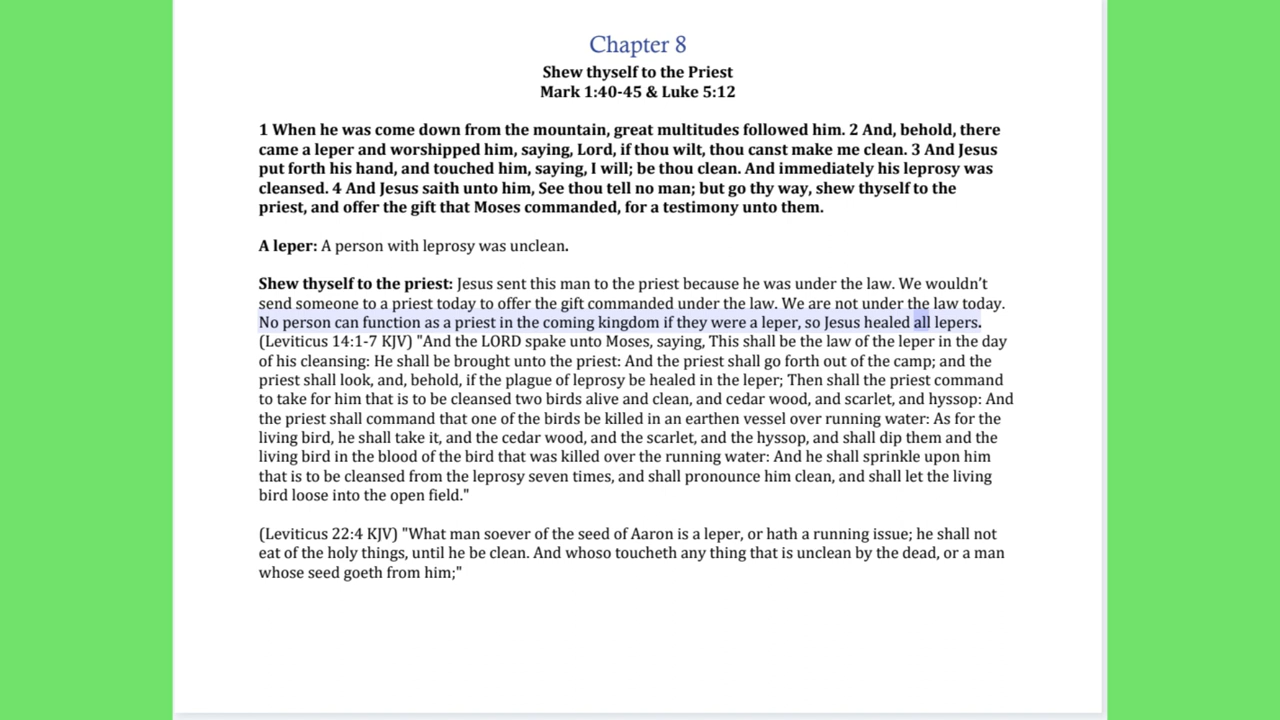 Chapter 8
Shew thyself to the Priest
Mark 1:40-45 & Luke 5:12
1 When he was come down from the mountain, great multitudes followed him. 2 And, behold, there
came a leper and worshipped him, saying, Lord, if thou wilt, thou canst make me clean. 3 And Jesus
put forth his hand, and touched him, saying, I will; be thou clean. And immediately his leprosy was
cleansed. 4 And Jesus saith unto him, See thou tell no man; but go thy way, shew thyself to the
priest, and offer the gift that Moses commanded, for a testimony unto them.
A leper: A person with leprosy was unclean.
Shew thyself to the priest: Jesus sent this man to the priest because he was under the law. We wouldn’t
send someone to a priest today to offer the gift commanded under the law. We are not under the law today.
No person can function as a priest in the coming kingdom if they were a leper, so Jesus healed all lepers.
(Leviticus 14:1-7 KJV) "And the LORD spake unto Moses, saying, This shall be the law of the leper in the day
of his cleansing: He shall be brought unto the priest: And the priest shall go forth out of the camp; and the
priest shall look, and, behold, if the plague of leprosy be healed in the leper; Then shall the priest command
to take for him that is to be cleansed two birds alive and clean, and cedar wood, and scarlet, and hyssop: And
the priest shall command that one of the birds be killed in an earthen vessel over running water: As for the
living bird, he shall take it, and the cedar wood, and the scarlet, and the hyssop, and shall dip them and the
living bird in the blood of the bird that was killed over the running water: And he shall sprinkle upon him
that is to be cleansed from the leprosy seven times, and shall pronounce him clean, and shall let the living
bird loose into the open field."
(Leviticus 22:4 KJV) "What man soever of the seed of Aaron is a leper, or hath a running issue; he shall not
eat of the holy things, until he be clean. And whoso toucheth any thing that is unclean by the dead, or a man
whose seed goeth from him;"